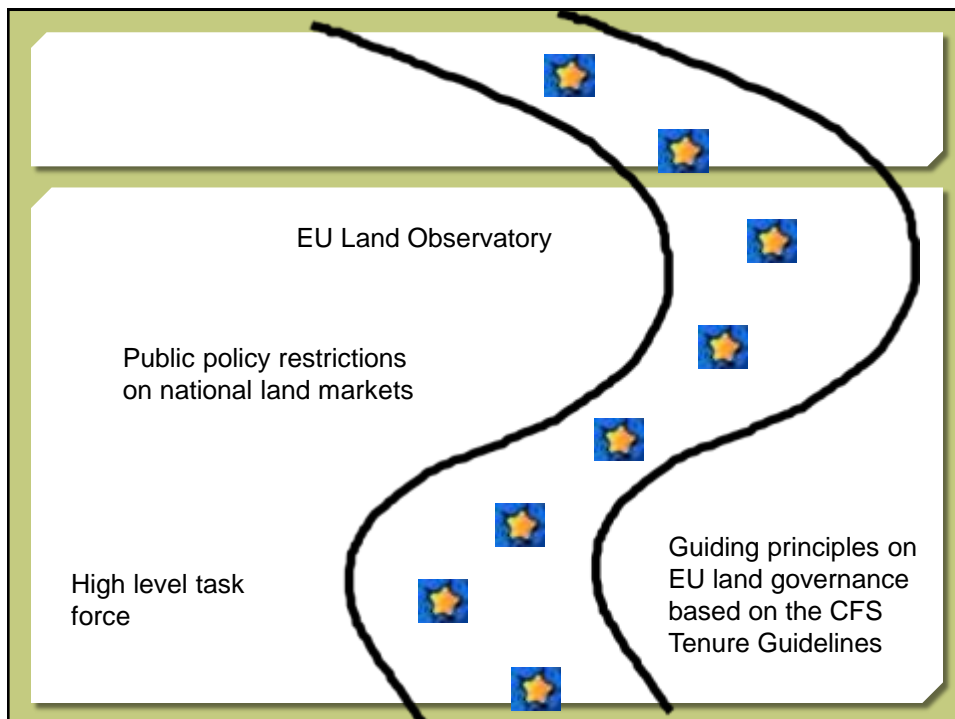 EU Land Observatory
Public policy restrictions
on national land markets
High level task
force
Guiding principles on
EU land governance
based on the CFS
Tenure Guidelines